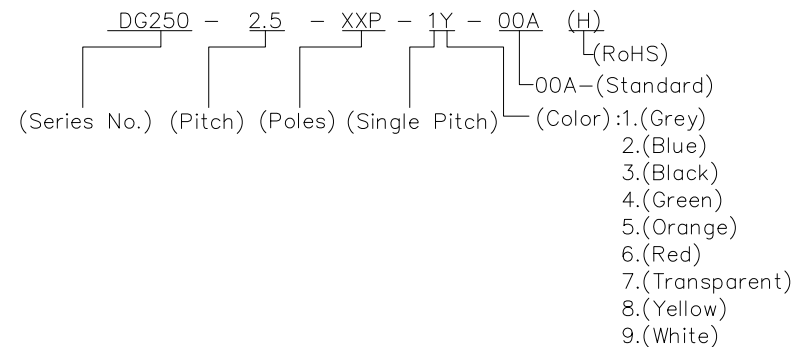 DG250 - 2.5 - XXP - 1Y - 00A (H)
(RoHS)
00A-(Standard)
(Series No.) (Pitch) (Poles) (Single Pitch) (Color):1.(Grey)
2.(Blue)
3.(Black)
4.(Green)
5.(Orange)
6.(Red)
7.(Transparent)
8.(Yellow)
9.(White)